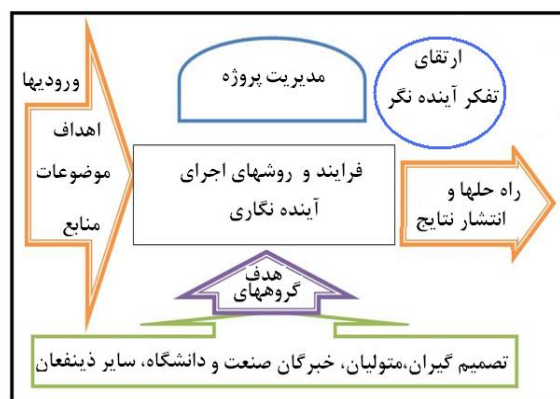 ارتقای
تفکر آینده نگر
مدیریت پروژه
ورودیها
اهداف
موضوعات
منابع
فرایند و روشهای اجرای
آینده نگاری
راه حلها و
انتشار نتایج
هدف
گروههای
تصمیم گیران،متولیان، خبرگان صنعت و دانشگاه، سایر ذینفعان